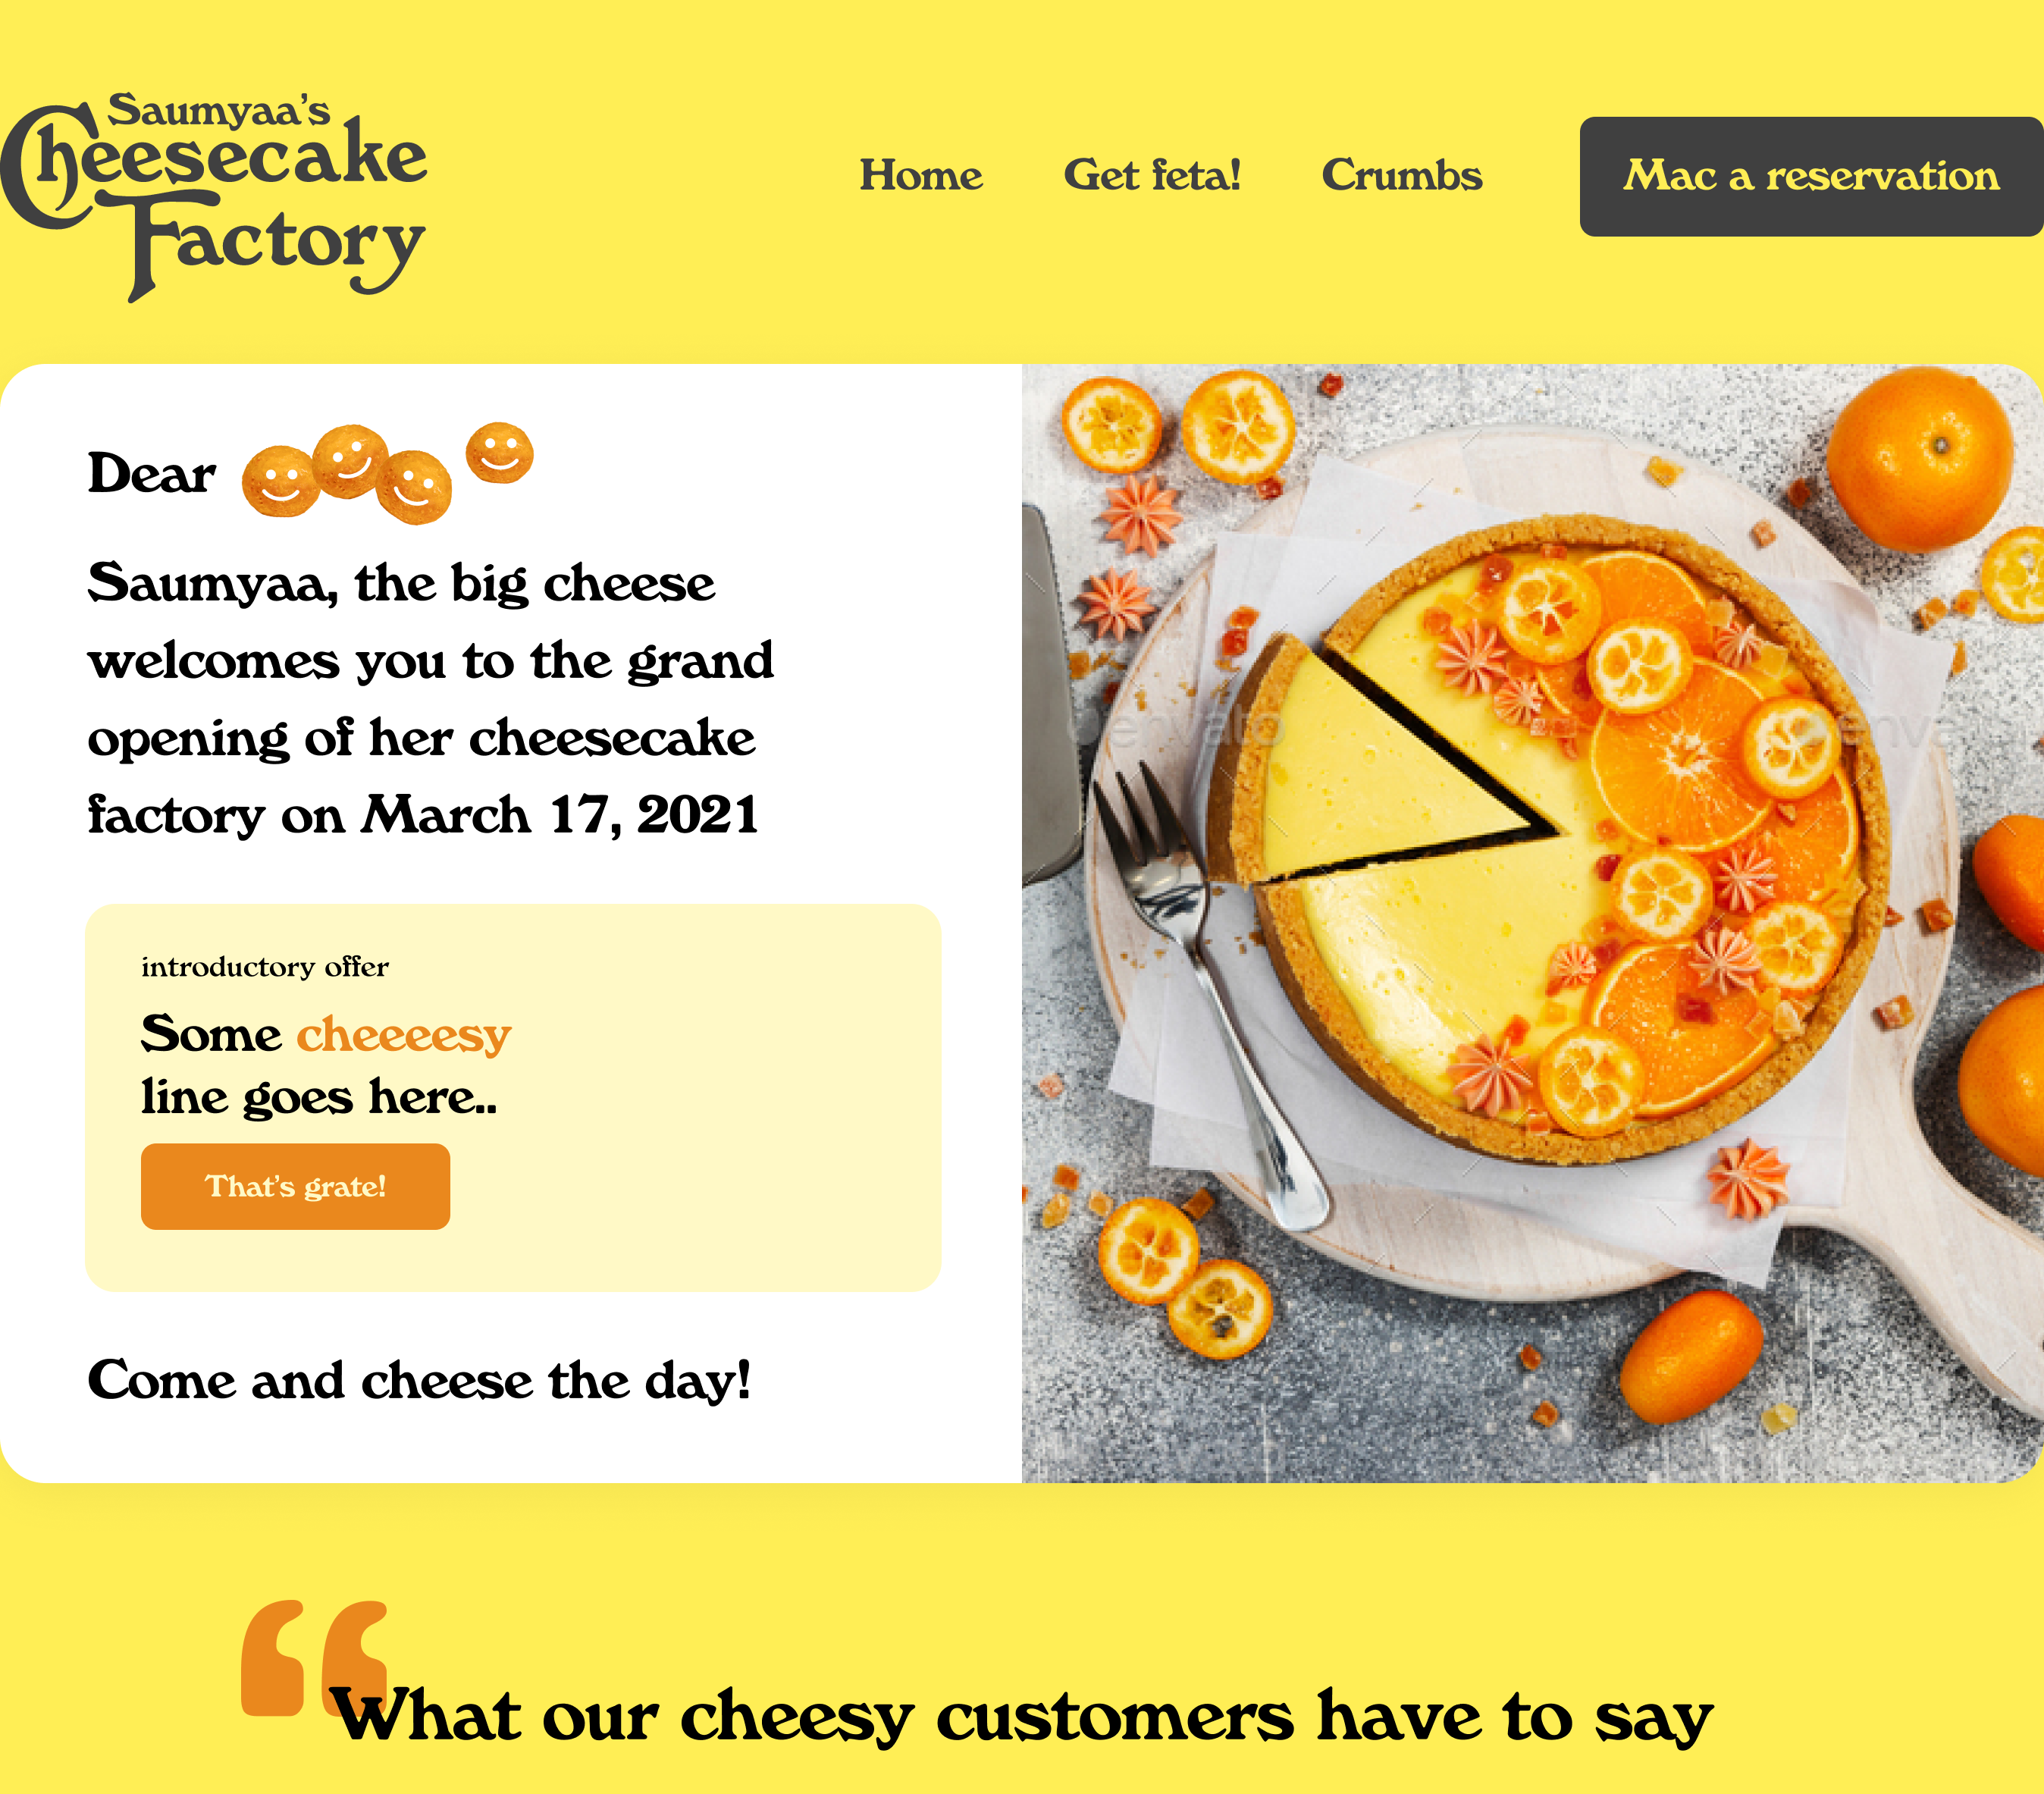 Saumyaa's
Cheesecake
Factory
Home Get feta! Crumbs Mac a reservation
Dear
Saumyaa, the big cheese
welcomes you to the grand
opening of her cheesecake
factory on March 17, 2021
envato
introductory offer
Some cheeeesy
line goes here..
That's grate!
Come and cheese the day!
“
What our cheesy customers have to say